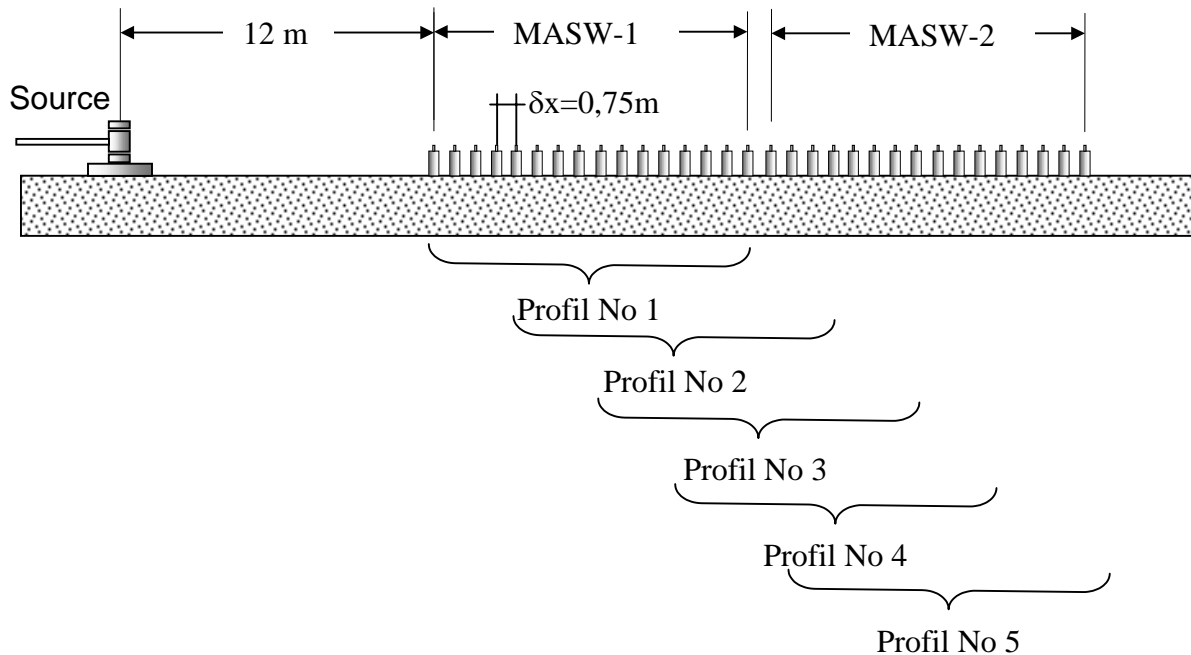 12 m
MASW-1
MASW-2
Source
δx=0,75m
Profil No 1
Profil No 2
Profil No 3
Profil No 4
Profil No 5